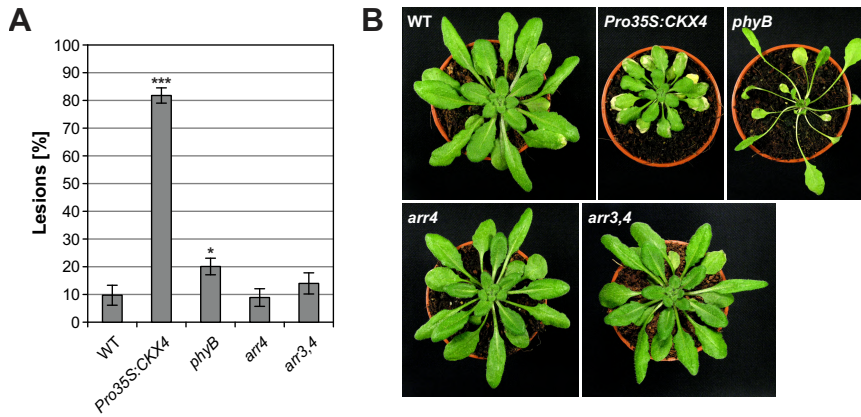 A
Lesions [%]
100
90
80
70
60
50
40
30
20
10
0
***
*
WT
Pro35S:CKX4
phyB
arr4
arr3,4
B
WT
Pro35S:CKX4
phyB
arr4
arr3,4